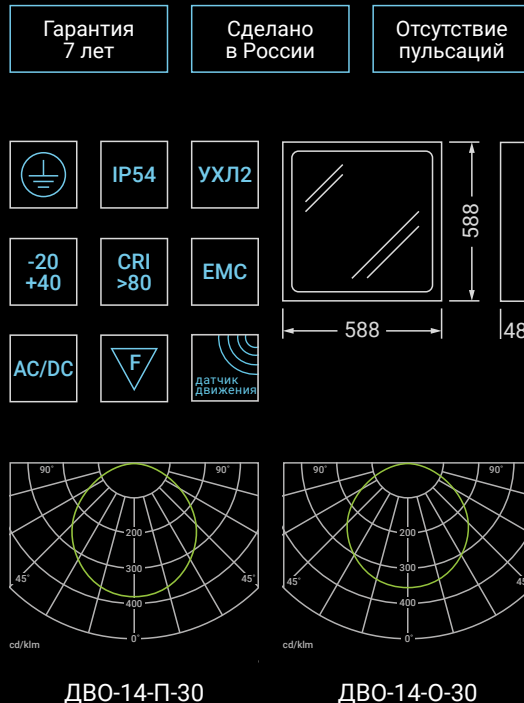 Гарантия
7 лет
Сделано
в России
Отсутствие
пульсаций
IP54
УХЛ2
-20
+40
CRI
>80
EMC
AC/DC
F
датчик
движения
588
588
48
90°
90°
200
300
400
45°
45°
0°
cd/klm
90°
90°
200
300
400
45°
45°
0°
cd/klm
ДВО-14-П-30
ДВО-14-О-30